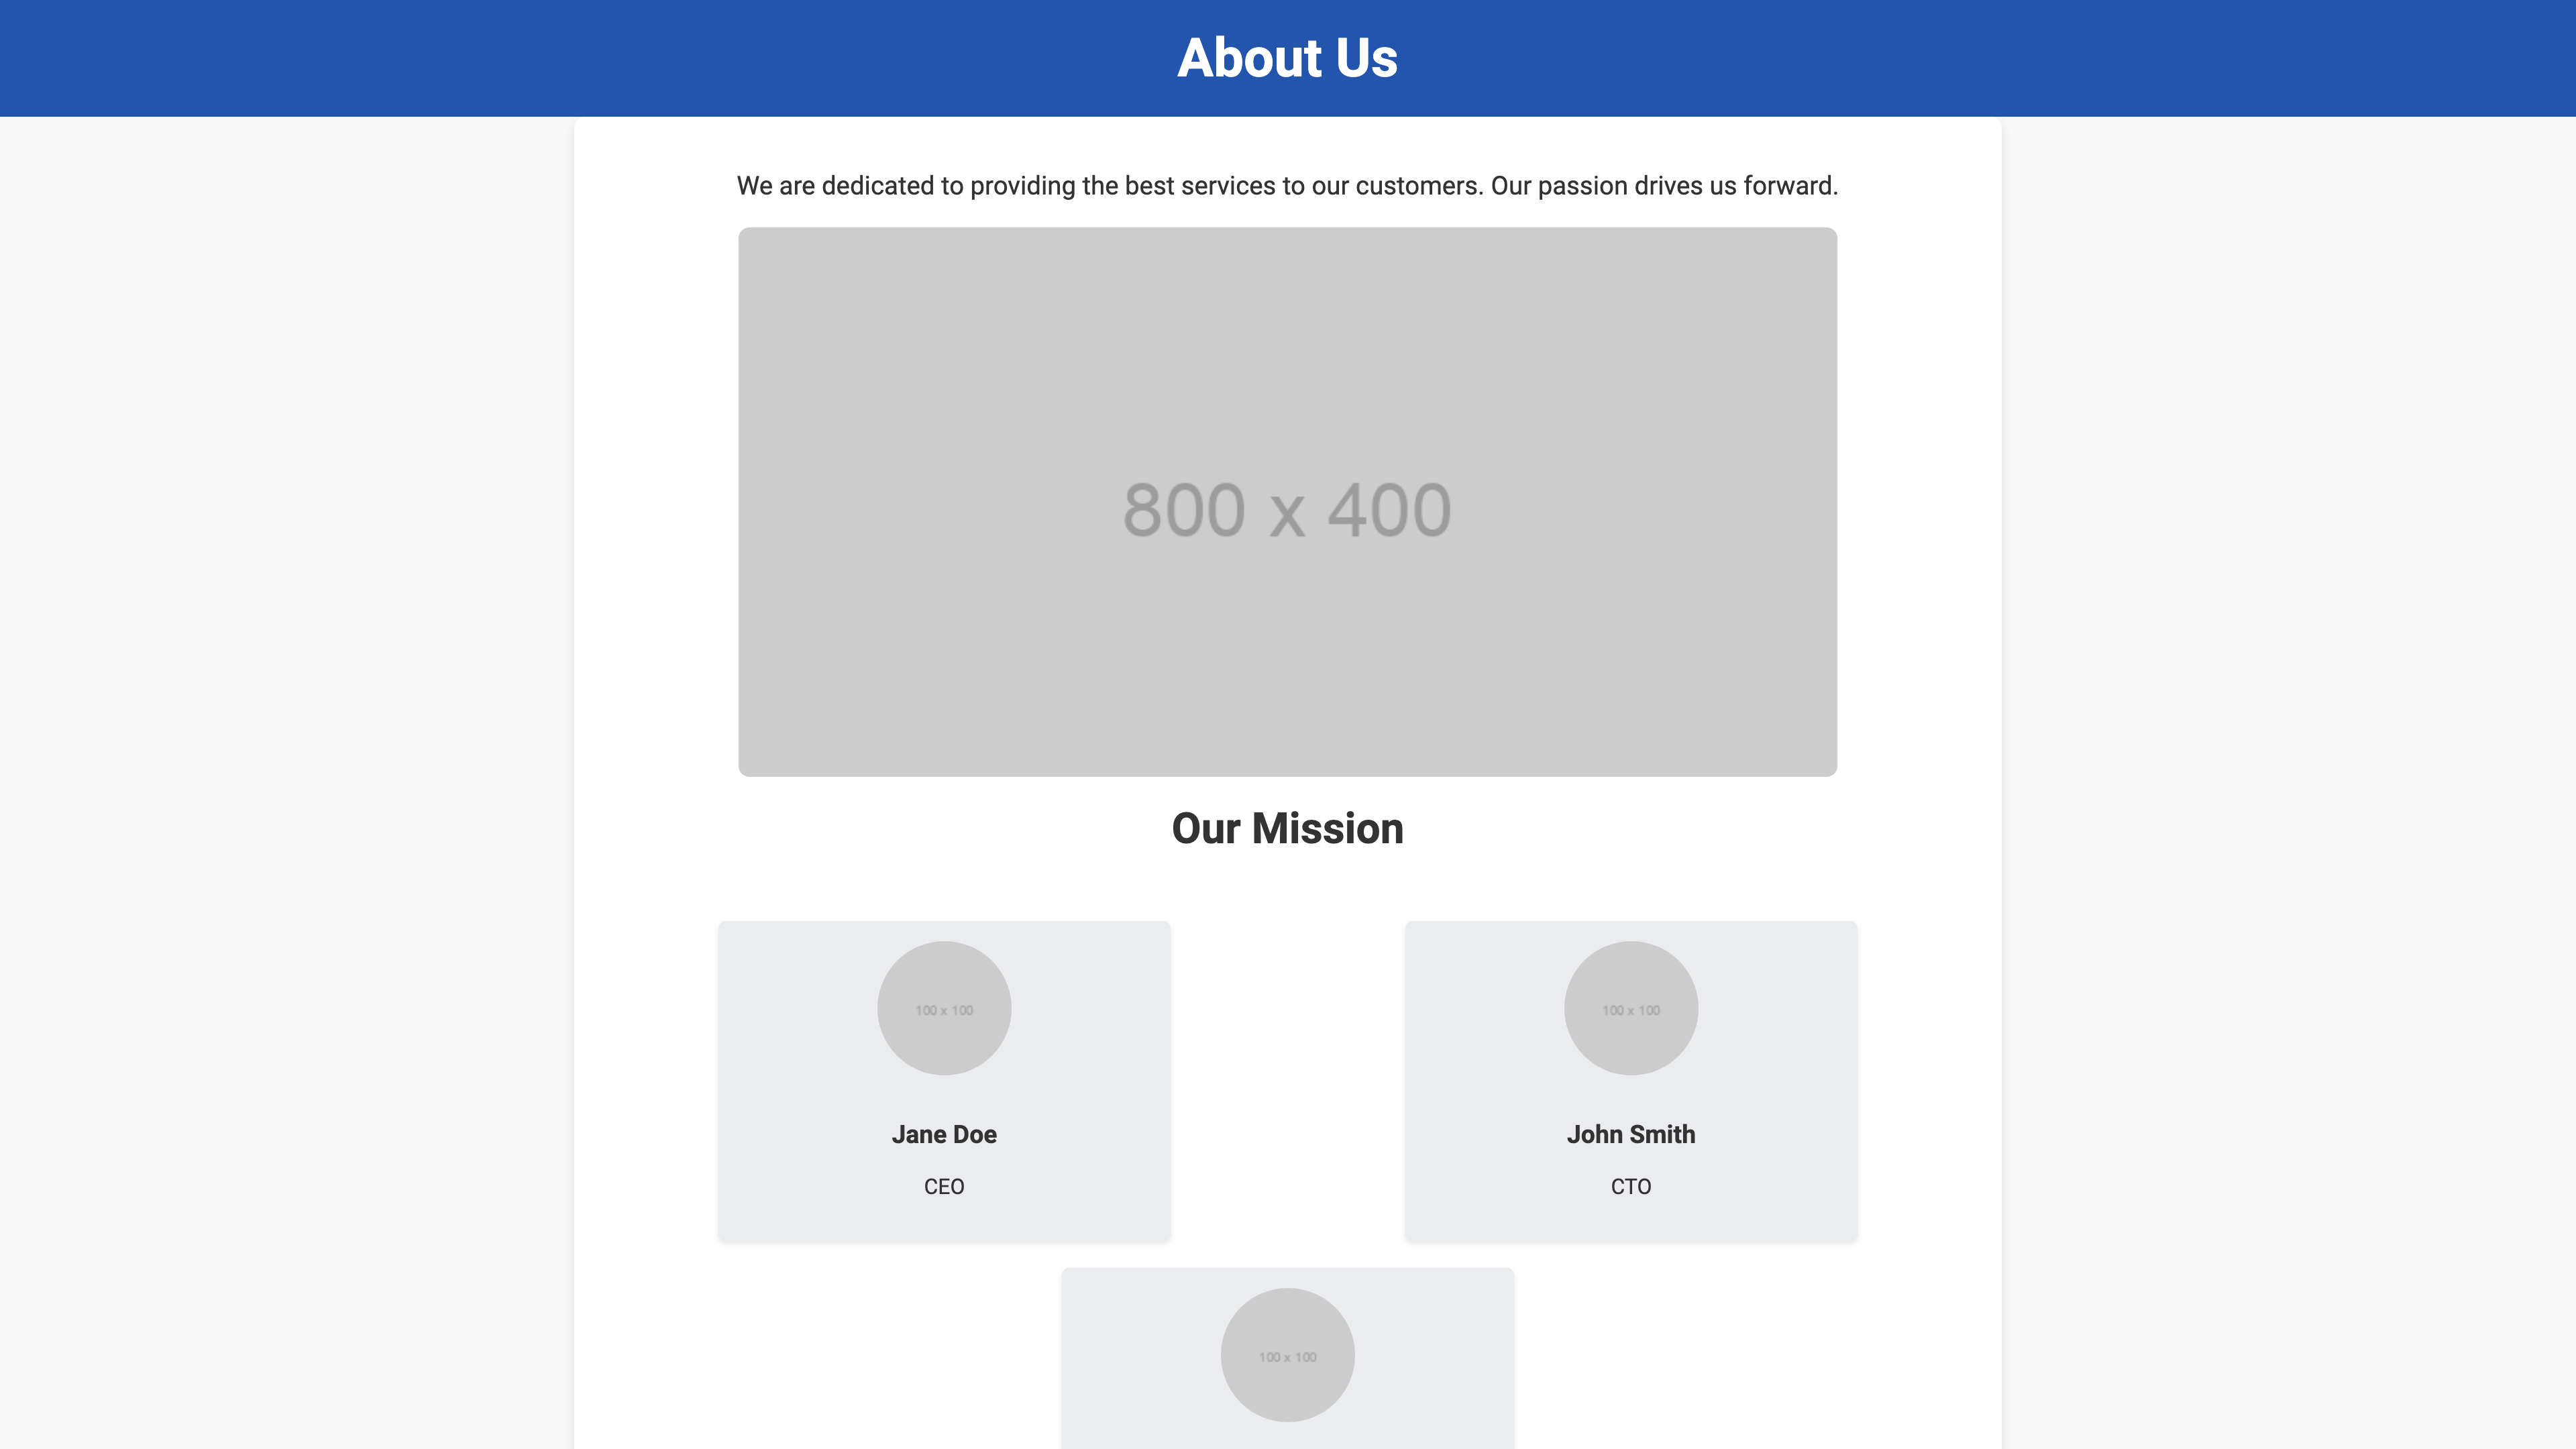 About Us
We are dedicated to providing the best services to our customers. Our passion drives us forward.
800 x 400
Our Mission
100 x 100
100 x 100
Jane Doe
John Smith
CEO
CTO
100 x 100